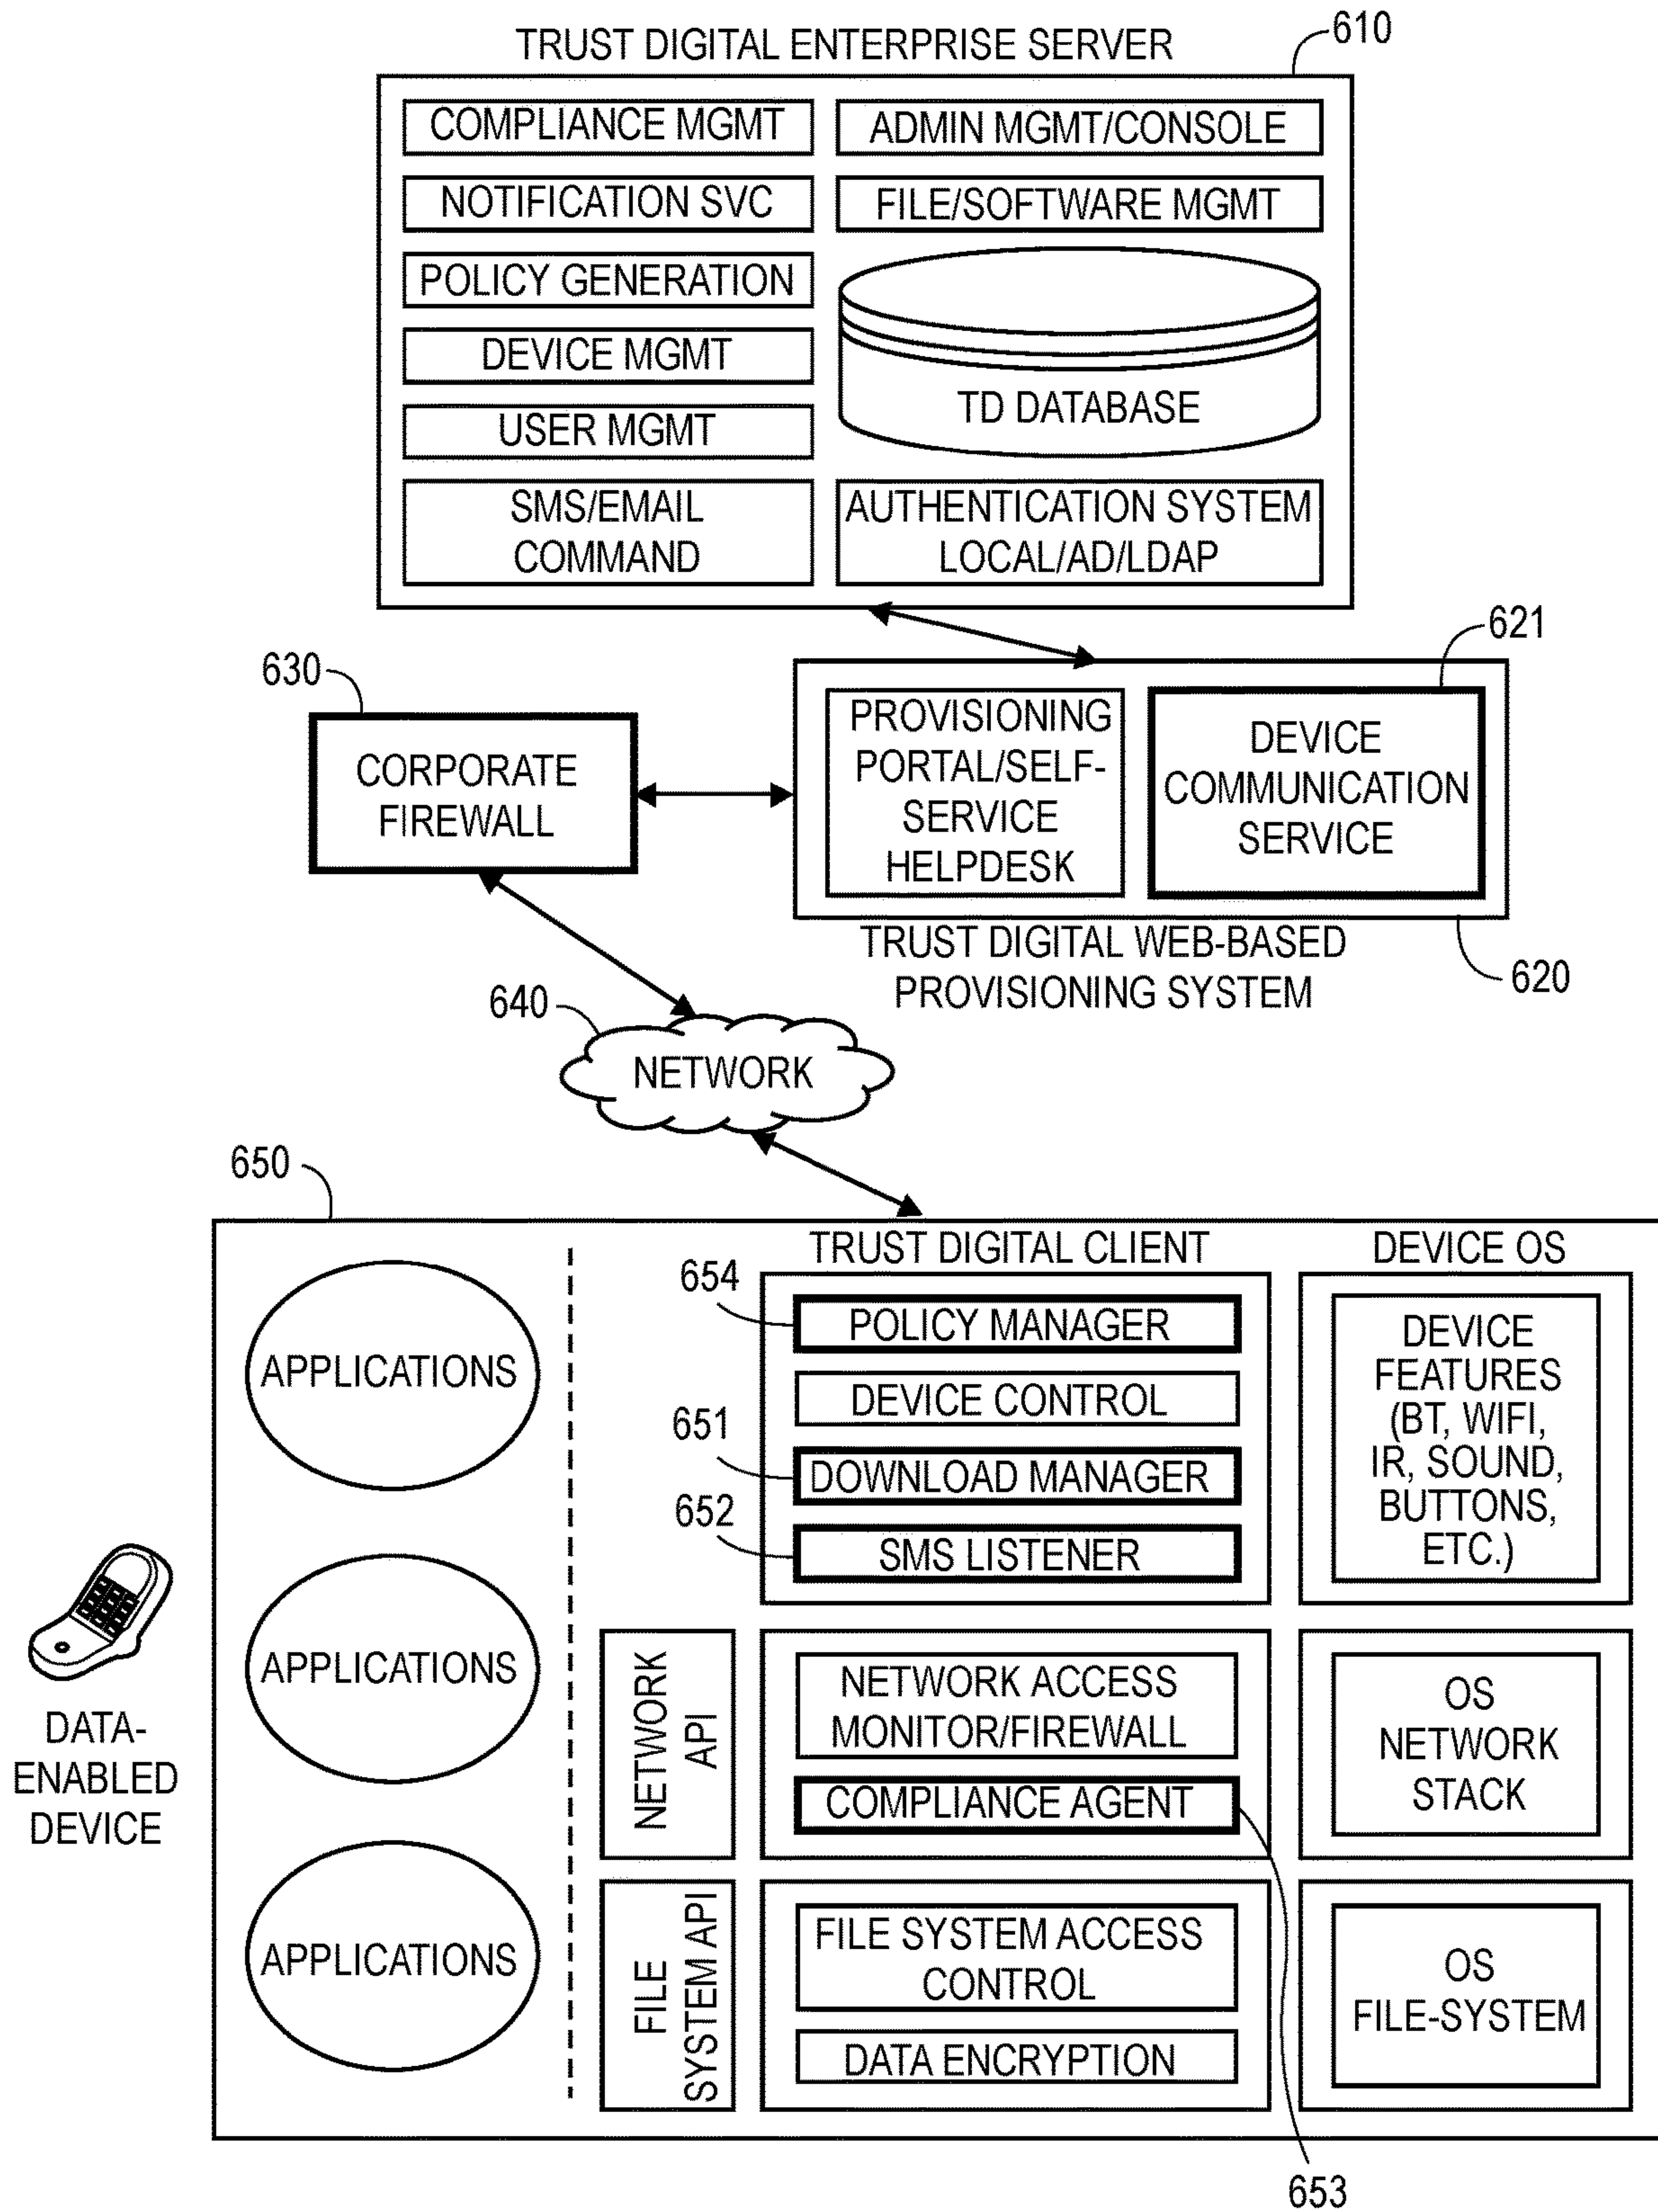 TRUST DIGITAL ENTERPRISE SERVER
610
COMPLIANCE MGMT
ADMIN MGMT/CONSOLE
NOTIFICATION SVC
FILE/SOFTWARE MGMT
POLICY GENERATION
DEVICE MGMT
USER MGMT
TD DATABASE
SMS/EMAIL
COMMAND
AUTHENTICATION SYSTEM
LOCAL/AD/LDAP
621
630
CORPORATE
FIREWALL
PROVISIONING
PORTAL/SELF-
SERVICE
HELPDESK
DEVICE
COMMUNICATION
SERVICE
TRUST DIGITAL WEB-BASED
PROVISIONING SYSTEM
620
640
NETWORK
650
TRUST DIGITAL CLIENT
DEVICE OS
654
POLICY MANAGER
DEVICE CONTROL
651
DOWNLOAD MANAGER
652
SMS LISTENER
DEVICE
FEATURES
(BT, WIFI,
IR, SOUND,
BUTTONS,
ETC.)
APPLICATIONS
APPLICATIONS
APPLICATIONS
DATA-
ENABLED
DEVICE
NETWORK
API
NETWORK ACCESS
MONITOR/FIREWALL
COMPLIANCE AGENT
OS
NETWORK
STACK
FILE
SYSTEM API
FILE SYSTEM ACCESS
CONTROL
DATA ENCRYPTION
OS
FILE-SYSTEM
653